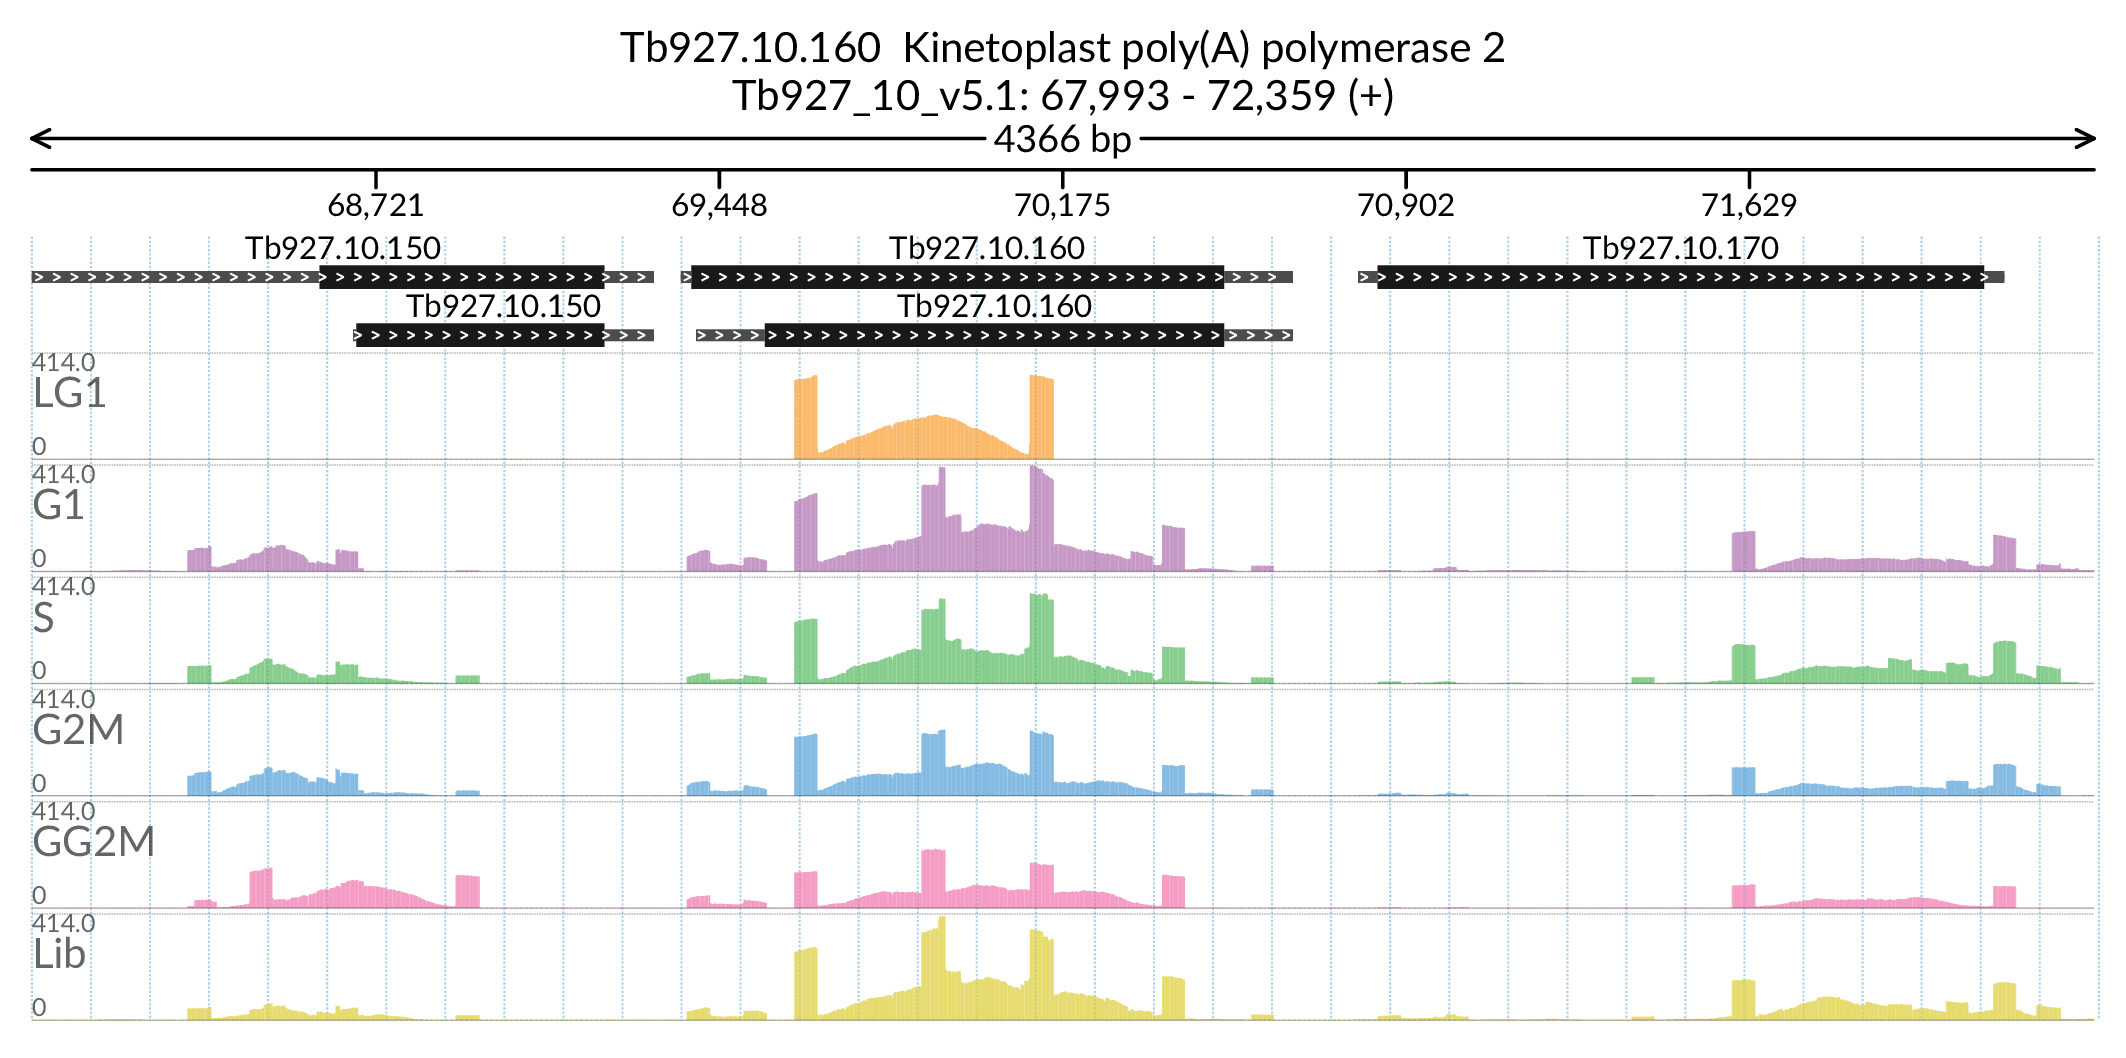 Tb927.10.160  Kinetoplast poly(A) polymerase 2
Tb927_10_v5.1: 67,993 - 72,359 (+)
4366 bp
68,721 69,448 70,175 70,902 71,629
Tb927.10.150 Tb927.10.160 Tb927.10.170
Tb927.10.150 Tb927.10.160
414.0
LG1
0
414.0
G1
0
414.0
S
0
414.0
G2M
0
414.0
GG2M
0
414.0
Lib
0